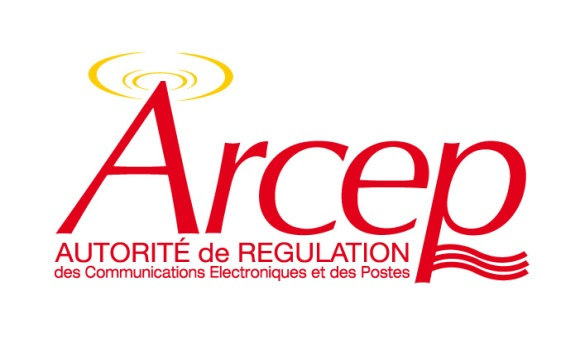 Arcep
AUTORITÉ de REGULATION
des Communications Electroniques et des Postes